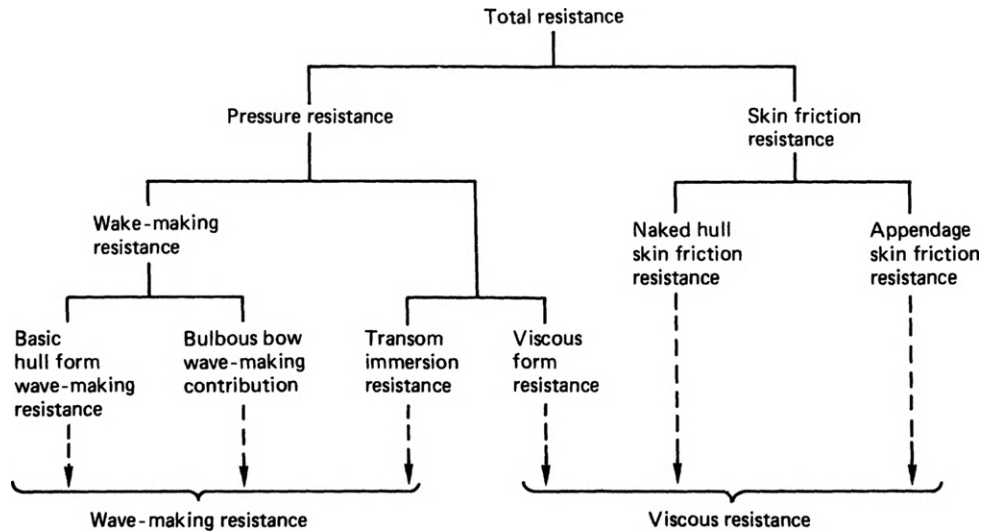 Total resistance
Pressure resistance
Skin friction
resistance
Wake-making
resistance
Naked hull
skin friction
resistance
Appendage
skin friction
resistance
Basic
hull form
wave-making
resistance
Bulbous bow
wave-making
contribution
Transom
immersion
resistance
Viscous
form
resistance
Wave-making resistance
Viscous resistance